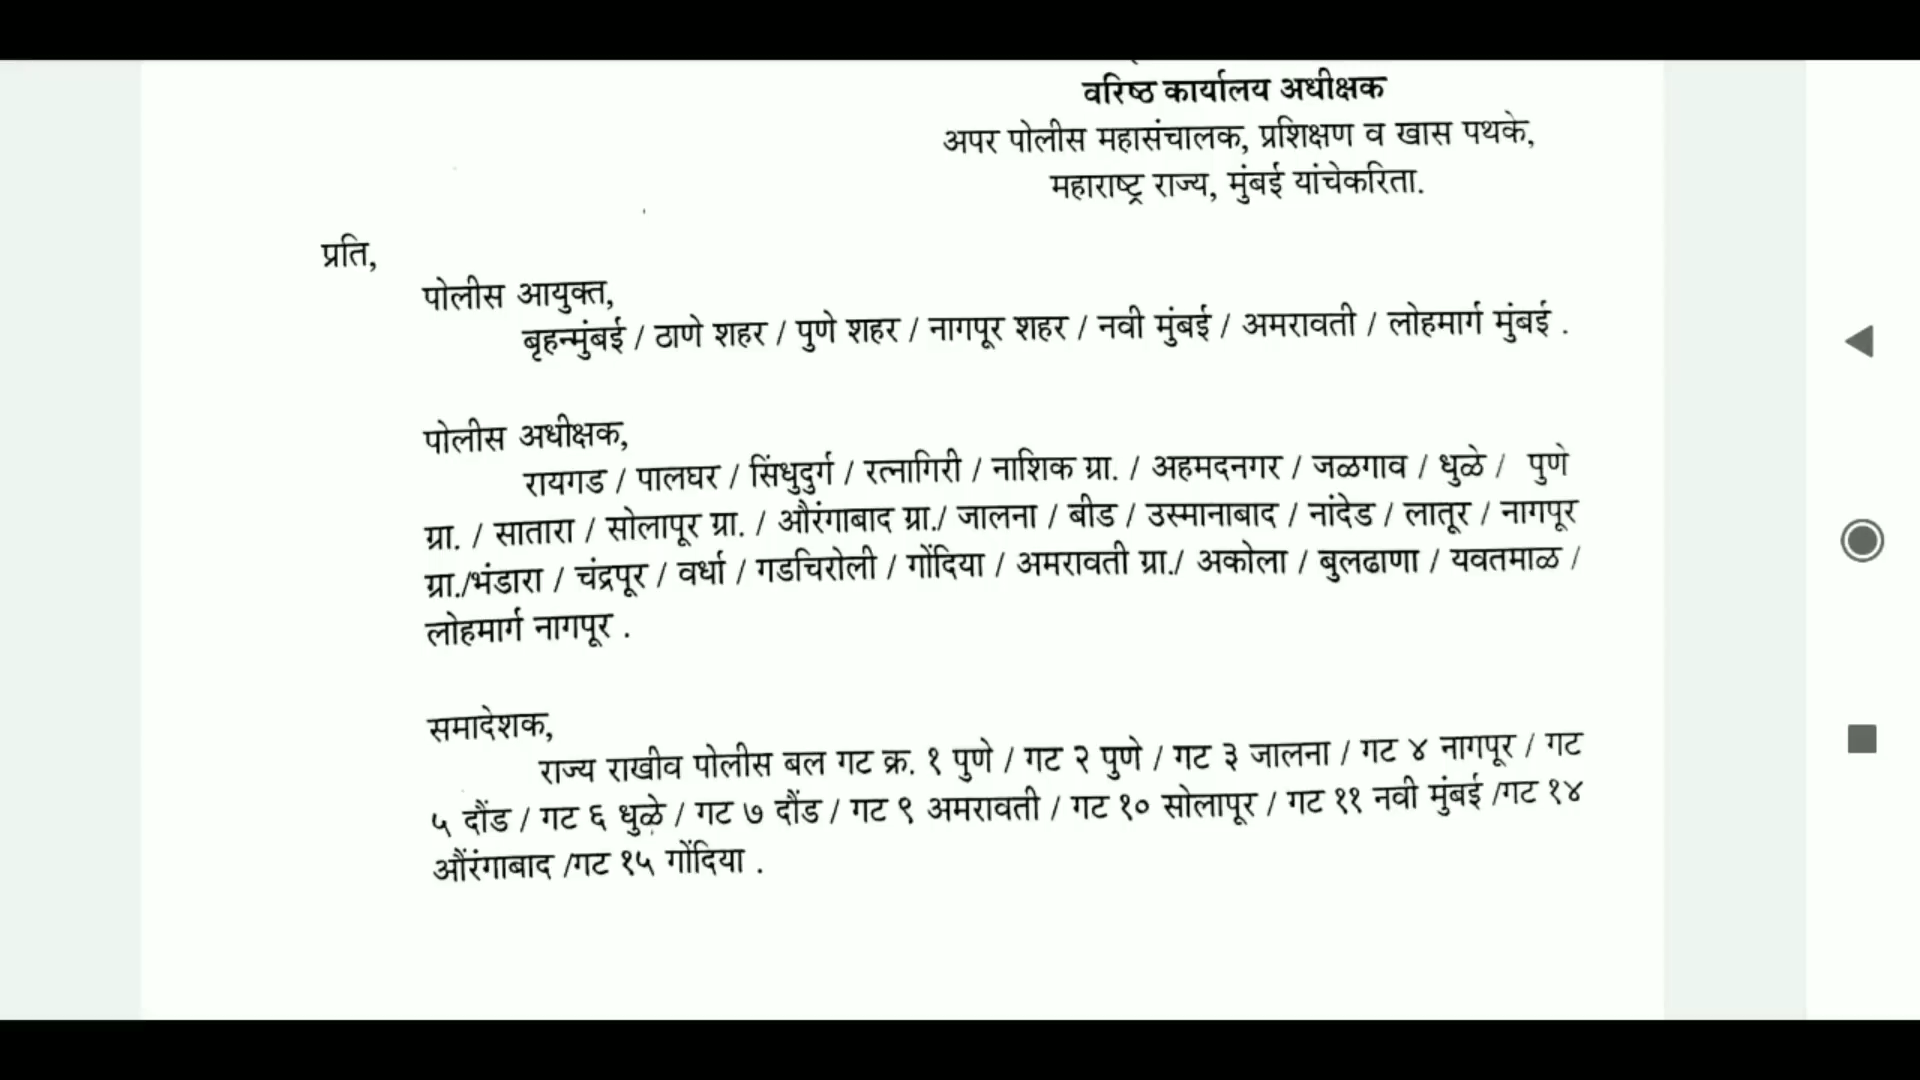 वरिष्ठ कार्यालय अधीक्षक
अपर पोलीस महासंचालक, प्रशिक्षण व खास पथके,
महाराष्ट्र राज्य, मुंबई यांचेकरिता.
प्रति,
पोलीस आयुक्त,
बृहन्मुंबई / ठाणे शहर / पुणे शहर / नागपूर शहर / नवी मुंबई / अमरावती / लोहमार्ग मुंबई .
पोलीस अधीक्षक,
रायगड / पालघर / सिंधुदुर्ग / रत्नागिरी / नाशिक ग्रा. / अहमदनगर / जळगाव / धुळे / पुणे
ग्रा. / सातारा / सोलापूर ग्रा. / औरंगाबाद ग्रा./ जालना / बीड / उस्मानाबाद / नांदेड / लातूर / नागपूर
ग्रा./भंडारा / चंद्रपूर / वर्धा / गडचिरोली / गोंदिया / अमरावती ग्रा./ अकोला / बुलढाणा / यवतमाळ /
लोहमार्ग नागपूर .
समादेशक,
राज्य राखीव पोलीस बल गट क्र. १ पुणे / गट २ पुणे / गट ३ जालना / गट ४ नागपूर / गट
५ दौंड / गट ६ धुळे / गट ७ दौंड / गट ९ अमरावती / गट १० सोलापूर / गट ११ नवी मुंबई /गट १४
औरंगाबाद /गट १५ गोंदिया .